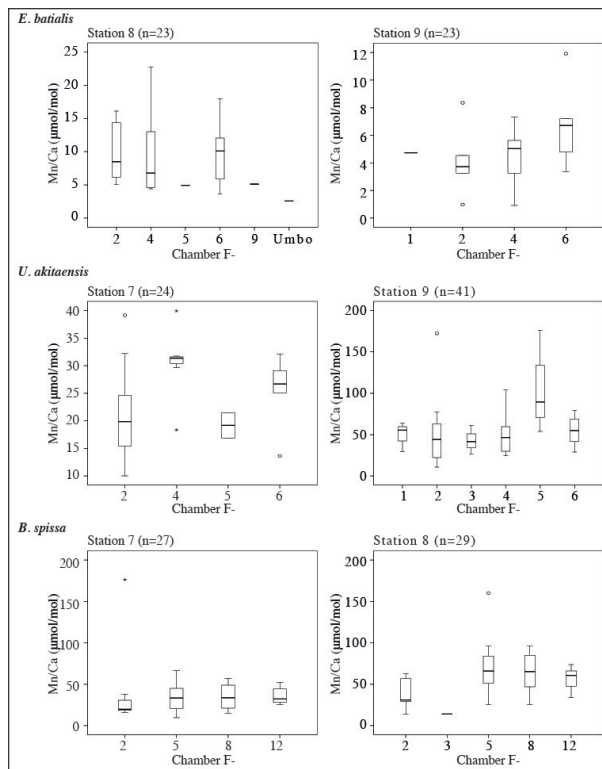 E. batialis
Station 8 (n=23)
Station 9 (n=23)
Mn/Ca (µmol/mol)
25
20
15
10
5
0
2 4 5 6 9 Umbo
Chamber F-
Mn/Ca (µmol/mol)
12
10
8
6
4
2
0
1 2 4 6
Chamber F-
U. akitaensis
Station 7 (n=24)
Station 9 (n=41)
Mn/Ca (µmol/mol)
40
35
30
25
20
15
10
2 4 5 6
Chamber F-
Mn/Ca (µmol/mol)
200
150
100
50
0
1 2 3 4 5 6
Chamber F-
B. spissa
Station 7 (n=27)
Station 8 (n=29)
Mn/Ca (µmol/mol)
200
150
100
50
0
2 5 8 12
Chamber F-
Mn/Ca (µmol/mol)
200
150
100
50
0
2 3 5 8 12
Chamber F-